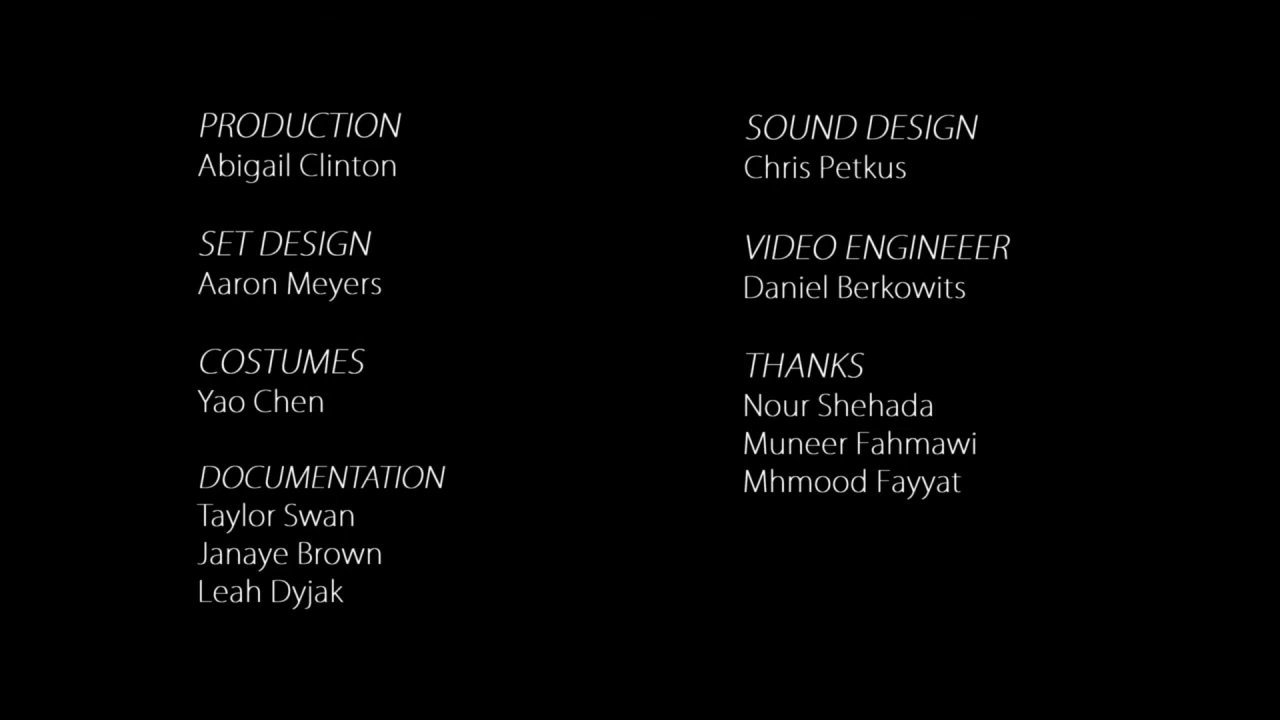 PRODUCTION
Abigail Clinton
SET DESIGN
Aaron Meyers
COSTUMES
Yao Chen
DOCUMENTATION
Taylor Swan
Janaye Brown
Leah Dyjak
SOUND DESIGN
Chris Petkus
VIDEO ENGINEEER
Daniel Berkowits
THANKS
Nour Shehada
Muneer Fahmawi
Mhmood Fayyat